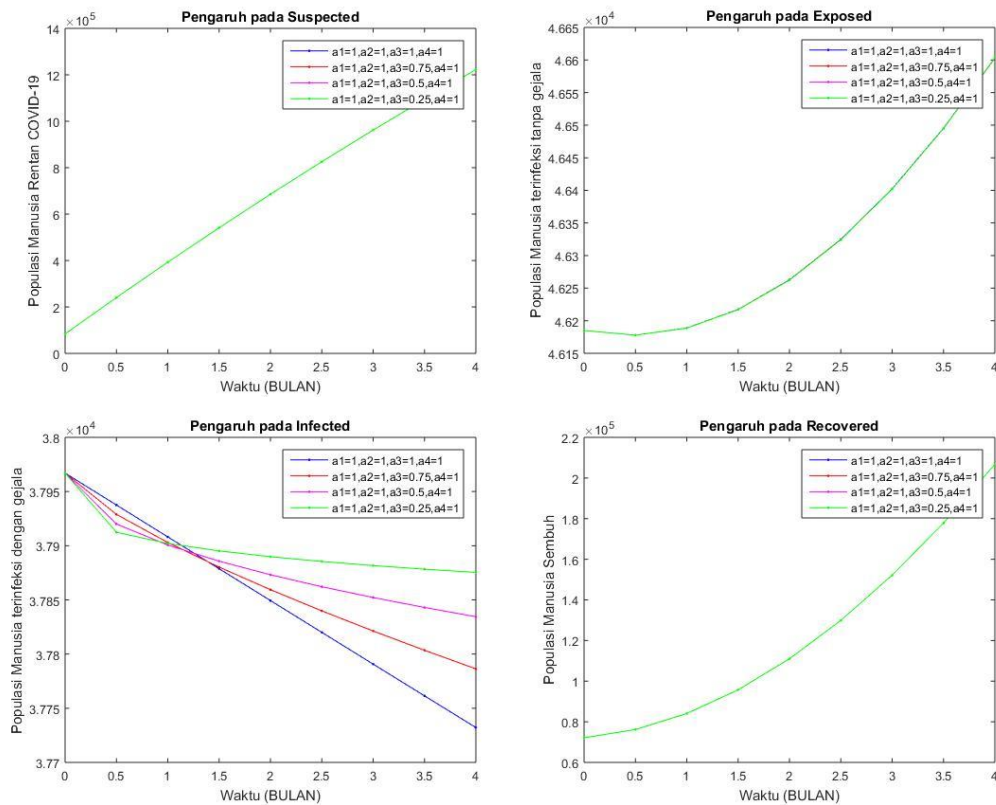 Pengaruh pada Suspected
×10⁵
14
12
10
8
6
4
2
0
Populasi Manusia Rentan COVID-19
a1=1,a2=1,a3=1,a4=1
a1=1,a2=1,a3=0.75,a4=1
a1=1,a2=1,a3=0.5,a4=1
a1=1,a2=1,a3=0.25,a4=1
0 0.5 1 1.5 2 2.5 3 3.5 4
Waktu (BULAN)
Pengaruh pada Exposed
×10⁴
4.665
4.66
4.655
4.65
4.645
4.64
4.635
4.63
4.625
4.62
4.615
Populasi Manusia terinfeksi tanpa gejala
a1=1,a2=1,a3=1,a4=1
a1=1,a2=1,a3=0.75,a4=1
a1=1,a2=1,a3=0.5,a4=1
a1=1,a2=1,a3=0.25,a4=1
0 0.5 1 1.5 2 2.5 3 3.5 4
Waktu (BULAN)
Pengaruh pada Infected
×10⁴
3.8
3.795
3.79
3.785
3.78
3.775
3.77
Populasi Manusia terinfeksi dengan gejala
a1=1,a2=1,a3=1,a4=1
a1=1,a2=1,a3=0.75,a4=1
a1=1,a2=1,a3=0.5,a4=1
a1=1,a2=1,a3=0.25,a4=1
0 0.5 1 1.5 2 2.5 3 3.5 4
Waktu (BULAN)
Pengaruh pada Recovered
×10⁵
2.2
2
1.8
1.6
1.4
1.2
1
0.8
0.6
Populasi Manusia Sembuh
a1=1,a2=1,a3=1,a4=1
a1=1,a2=1,a3=0.75,a4=1
a1=1,a2=1,a3=0.5,a4=1
a1=1,a2=1,a3=0.25,a4=1
0 0.5 1 1.5 2 2.5 3 3.5 4
Waktu (BULAN)